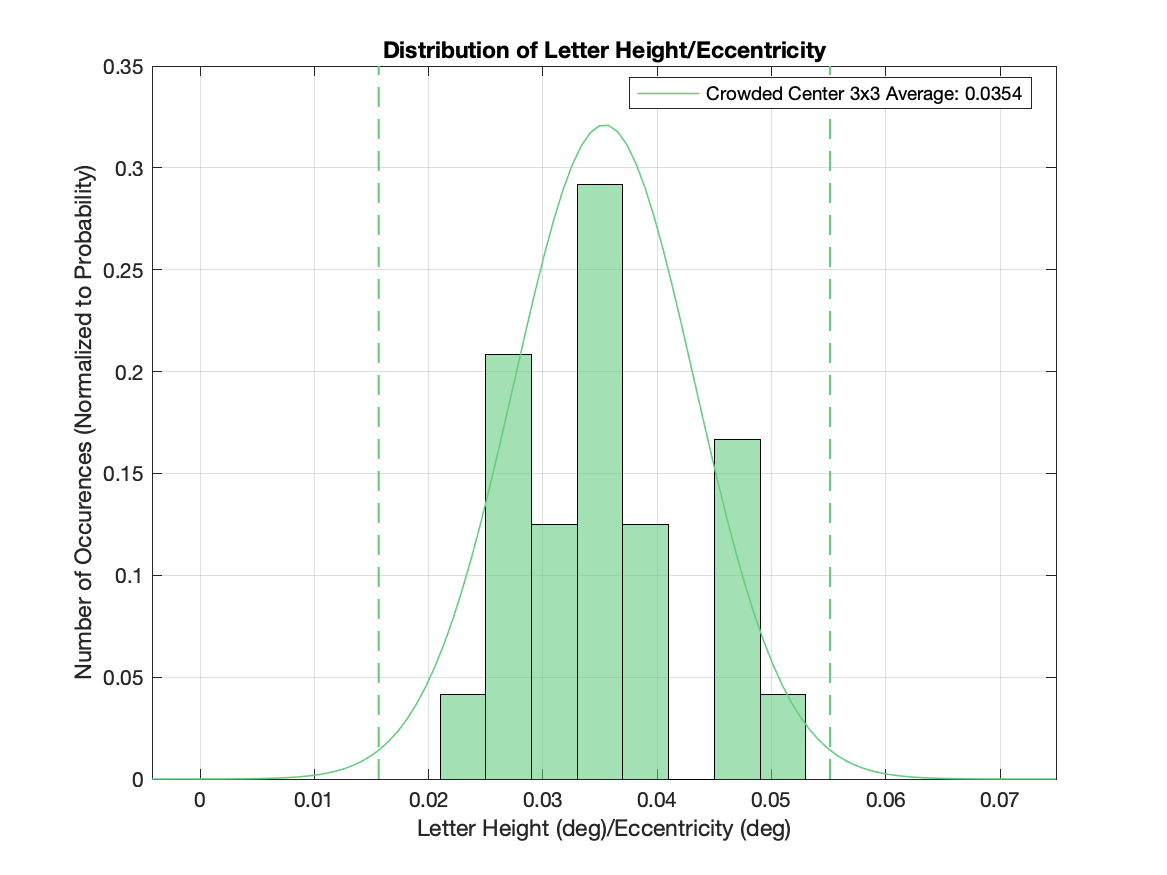 Distribution of Letter Height/Eccentricity
Crowded Center 3x3 Average: 0.0354
Number of Occurences (Normalized to Probability)
0.35
0.3
0.25
0.2
0.15
0.1
0.05
0
0 0.01 0.02 0.03 0.04 0.05 0.06 0.07
Letter Height (deg)/Eccentricity (deg)